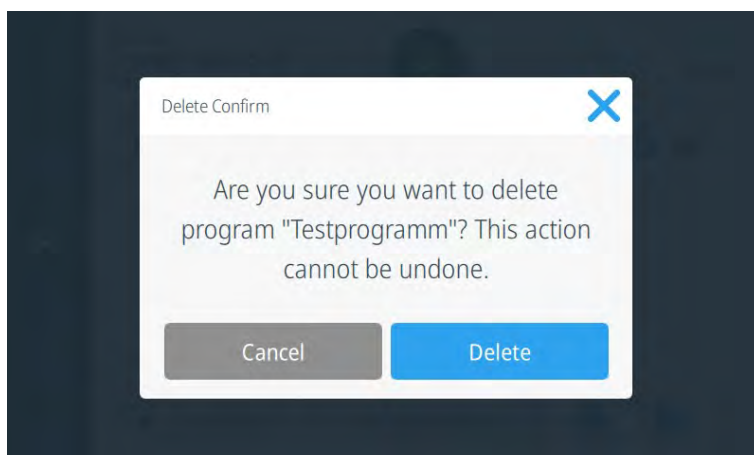 Delete Confirm
Are you sure you want to delete
program "Testprogramm"? This action
cannot be undone.
Cancel
Delete